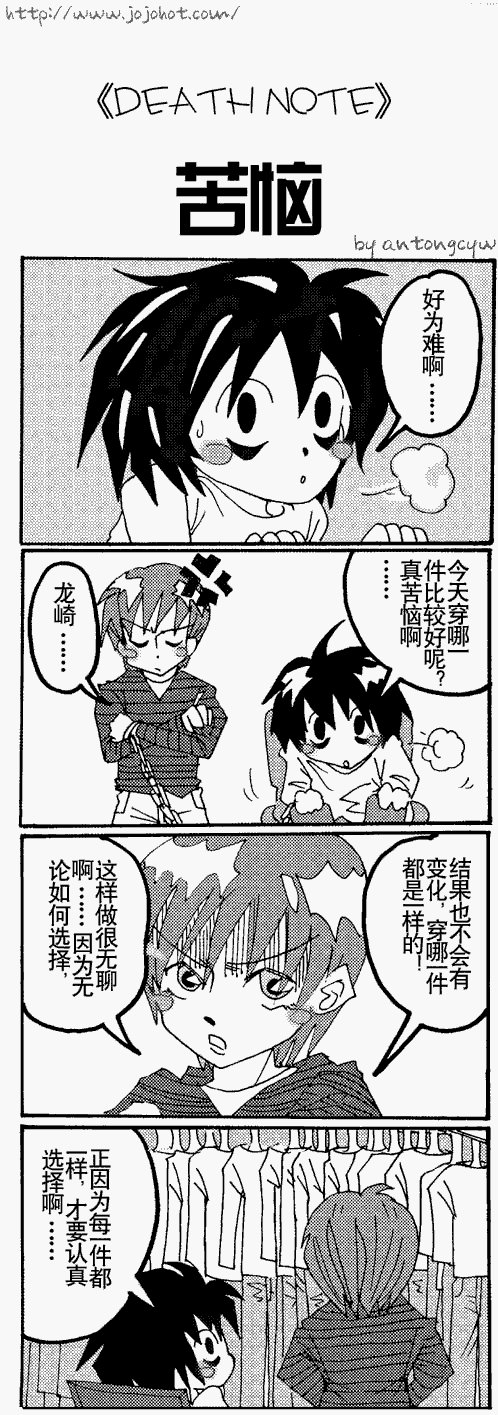 http://www.jojohot.com/
《DEATH NOTE》
苦恼
by antongcyw
好为难啊……
今天穿哪一
件比较好呢？
真苦恼啊
……
龙崎……
结果也不会有
变化，穿哪一件
都是一样的！
这样做很无聊
啊……因为无
论如何选择，
正因为每一件都
一样，才要认真
选择啊……